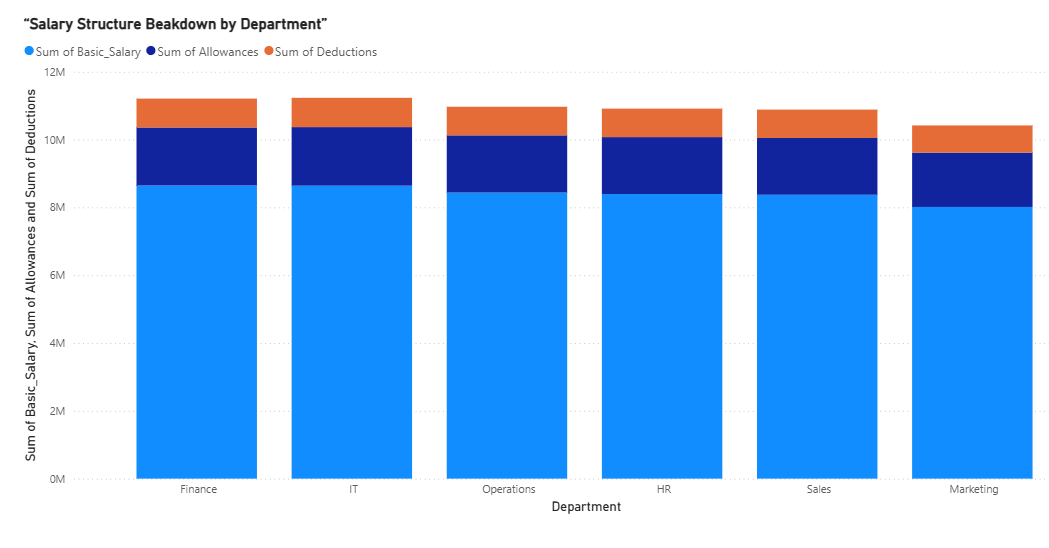 “Salary Structure Beakdown by Department”
Sum of Basic_Salary Sum of Allowances Sum of Deductions
Sum of Basic_Salary, Sum of Allowances and Sum of Deductions
12M
10M
8M
6M
4M
2M
0M
Finance IT Operations HR Sales Marketing
Department